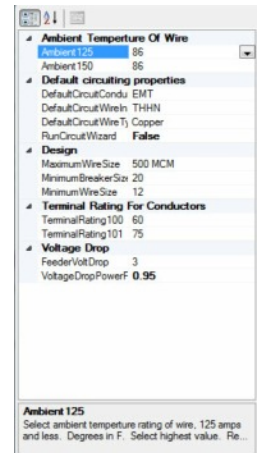 Ambient Temperture Of Wire
Ambient125 86
Ambient150 86
Default circuiting properties
DefaultCircuitCondu EMT
DefaultCircuitWireIn THHN
DefaultCircuitWireTy Copper
RunCircuitWizard False
Design
MaximumWireSize 500 MCM
MinimumBreakerSize 20
MinimumWireSize 12
Terminal Rating For Conductors
TerminalRating100 60
TerminalRating101 75
Voltage Drop
FeederVoltDrop 3
VoltageDropPowerF 0.95
Ambient125
Select ambient temperture rating of wire, 125 amps
and less. Degrees in F. Select highest value. Re...